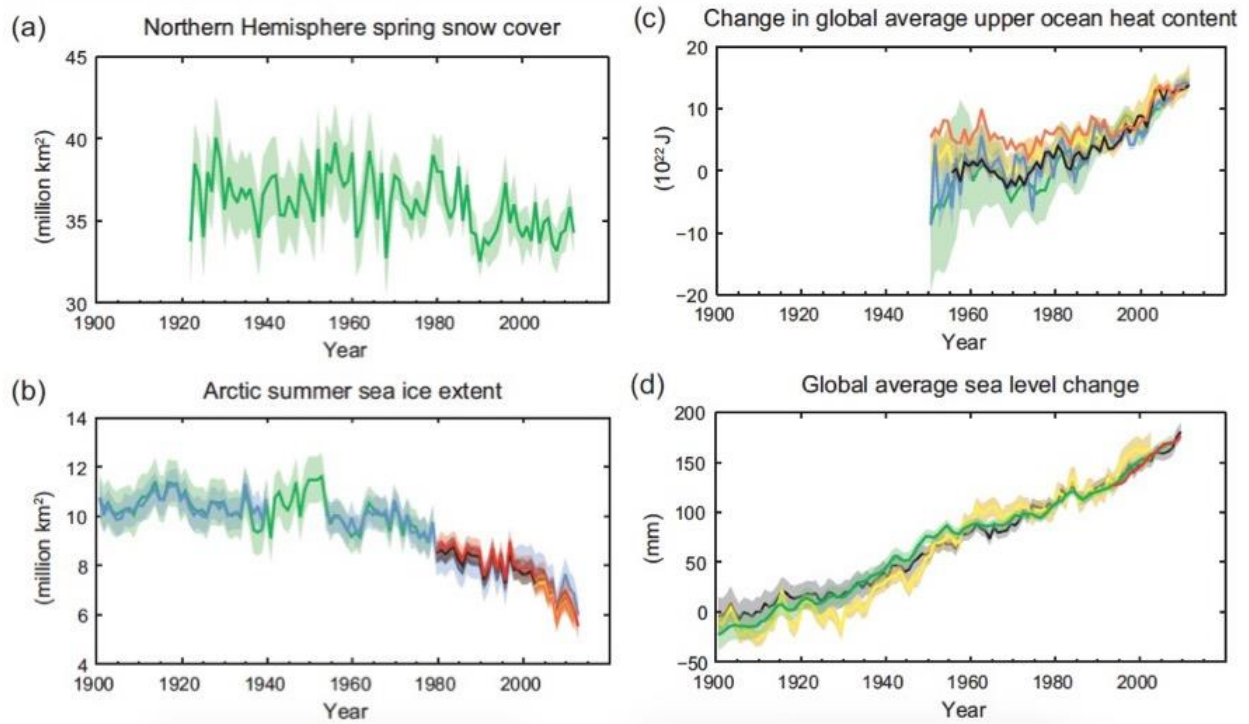 (a) Northern Hemisphere spring snow cover
45
40
35
30
(million km²)
1900 1920 1940 1960 1980 2000
Year
(b) Arctic summer sea ice extent
14
12
10
8
6
4
(million km²)
1900 1920 1940 1960 1980 2000
Year
(c) Change in global average upper ocean heat content
20
10
0
−10
−20
(10²²J)
1900 1920 1940 1960 1980 2000
Year
(d) Global average sea level change
200
150
100
50
0
−50
(mm)
1900 1920 1940 1960 1980 2000
Year